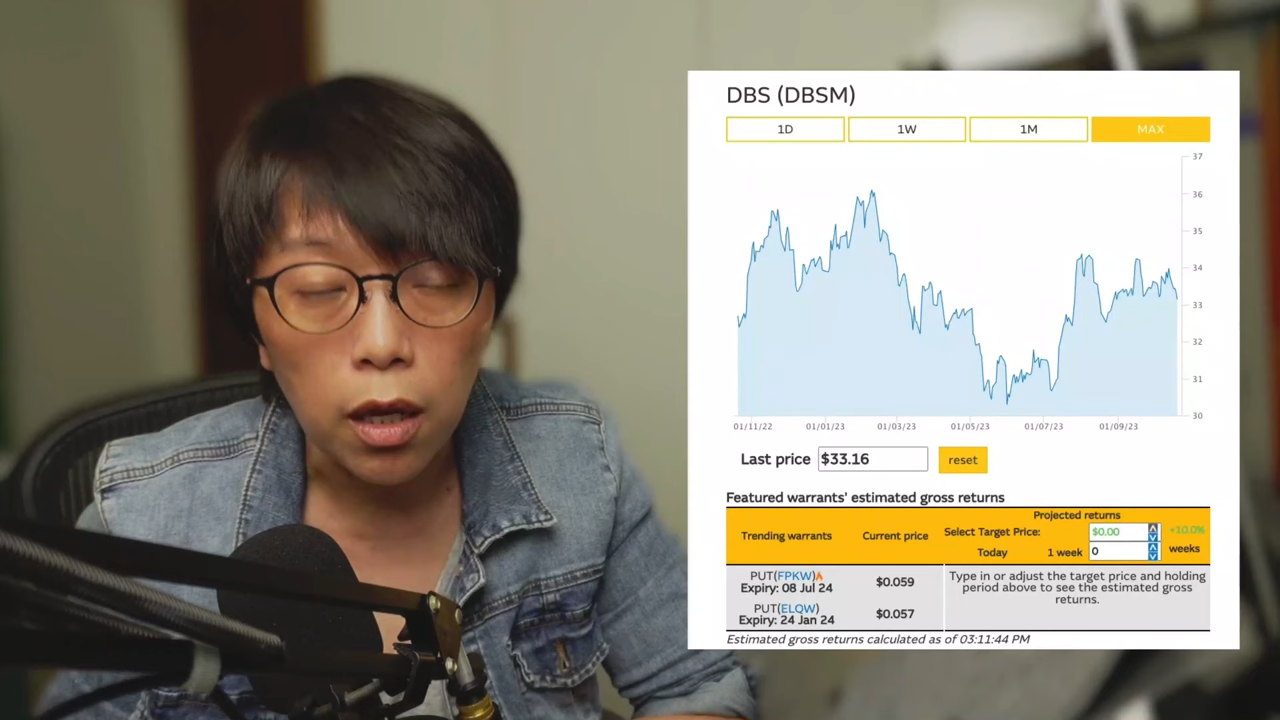 DBS (DBSM)
1D 1W 1M MAX
37
36
35
34
33
32
31
30
01/11/22 01/01/23 01/03/23 01/05/23 01/07/23 01/09/23
Last price $33.16 reset
Featured warrants' estimated gross returns
Projected returns
Trending warrants Current price Select Target Price: $0.00 +10.0%
Today 1 week 0 weeks
PUT(FPKW) $0.059
Expiry: 08 Jul 24
PUT(ELQW) $0.057
Expiry: 24 Jan 24
Type in or adjust the target price and holding
period above to see the estimated gross
returns.
Estimated gross returns calculated as of 03:11:44 PM